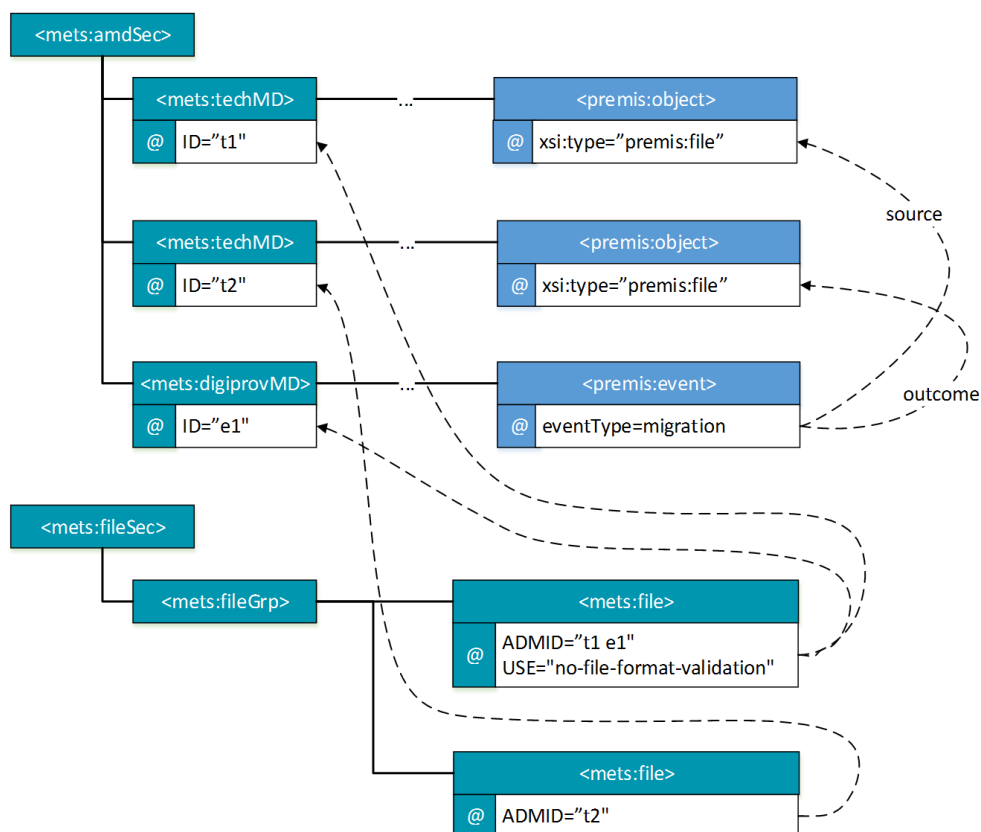 <mets:amdSec>
<mets:techMD>
...
<premis:object>
@
ID=”t1"
@
xsi:type=”premis:file”
source
<mets:techMD>
...
<premis:object>
@
ID=”t2"
@
xsi:type=”premis:file”
<mets:digiprovMD>
...
<premis:event>
outcome
@
ID=”e1"
@
eventType=migration
<mets:fileSec>
<mets:fileGrp>
<mets:file>
@
ADMID=”t1 e1"
USE="no-file-format-validation"
<mets:file>
@
ADMID=”t2"